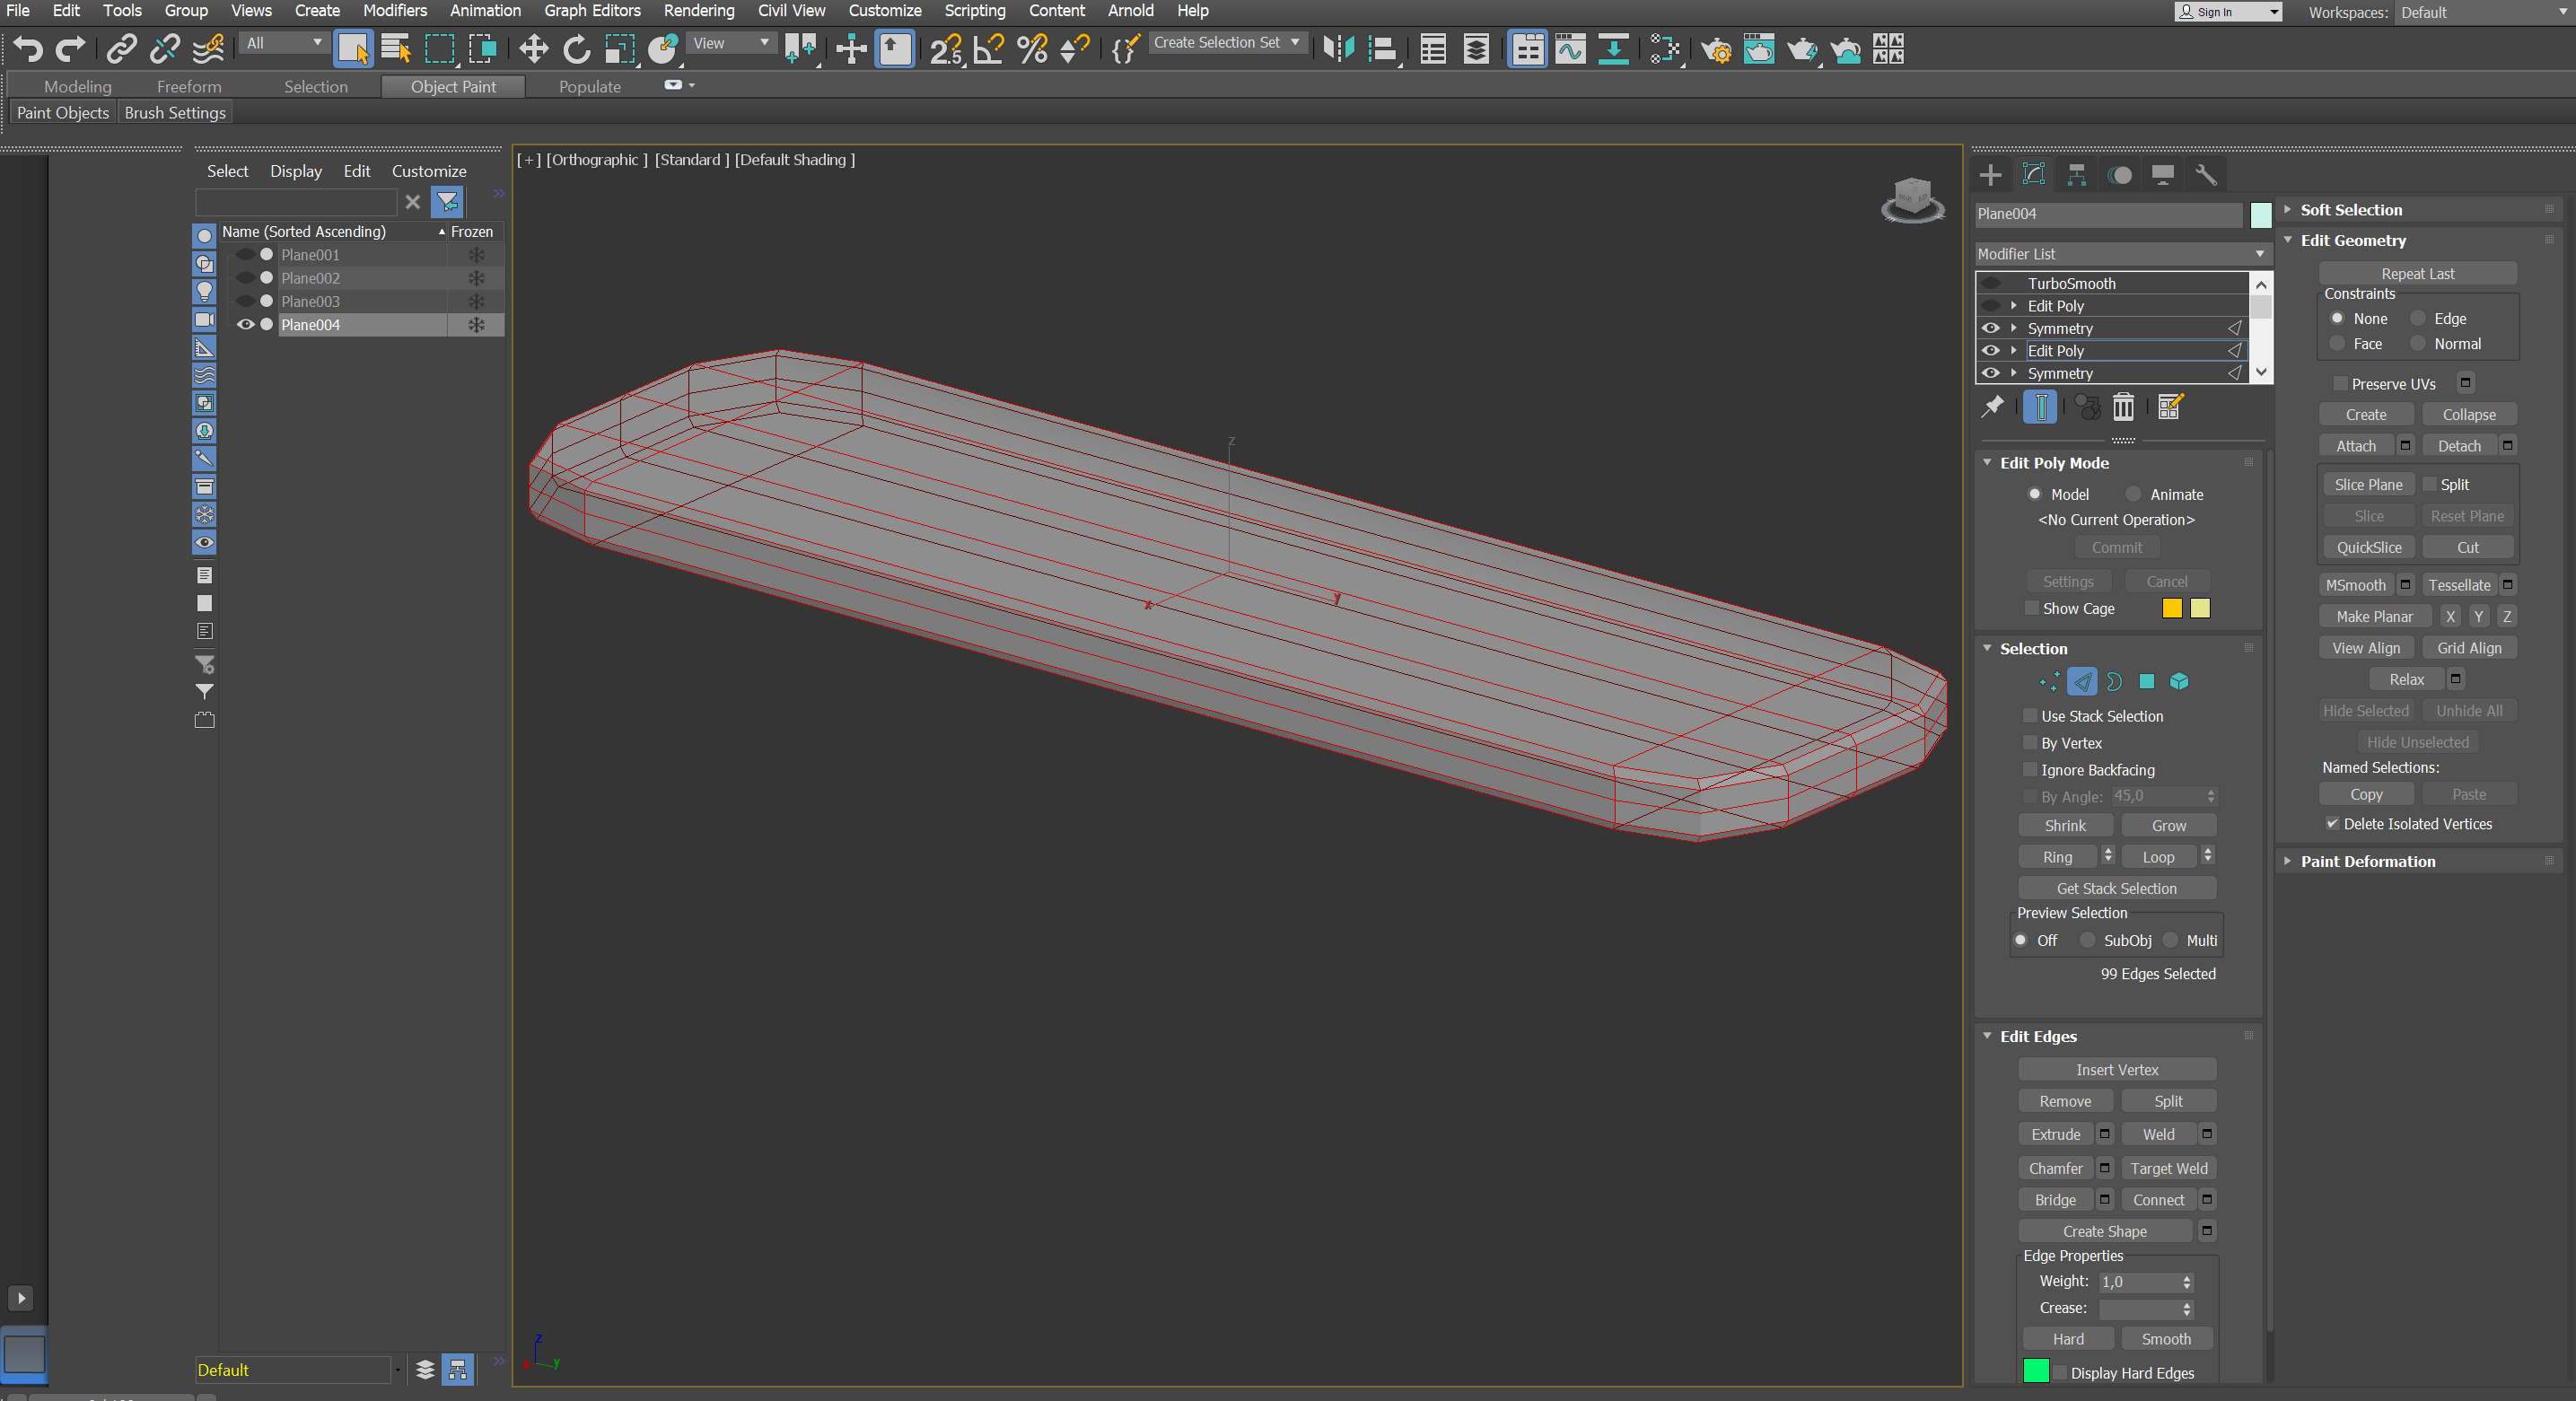 File Edit Tools Group Views Create Modifiers Animation Graph Editors Rendering Civil View Customize Scripting Content Arnold Help
Sign In
Workspaces: Default
All
View
2.5
Create Selection Set
Modeling Freeform Selection Object Paint Populate
Paint Objects Brush Settings
Select Display Edit Customize
Name (Sorted Ascending) Frozen
Plane001
Plane002
Plane003
Plane004
Default
[+] [Orthographic ] [Standard ] [Default Shading ]
z
x
y
z
x
y
Plane004
Modifier List
TurboSmooth
Edit Poly
Symmetry
Edit Poly
Symmetry
Edit Poly Mode
Model Animate
<No Current Operation>
Commit
Settings Cancel
Show Cage
Selection
Use Stack Selection
By Vertex
Ignore Backfacing
By Angle: 45,0
Shrink Grow
Ring Loop
Get Stack Selection
Preview Selection
Off SubObj Multi
99 Edges Selected
Edit Edges
Insert Vertex
Remove Split
Extrude Weld
Chamfer Target Weld
Bridge Connect
Create Shape
Edge Properties
Weight: 1,0
Crease:
Hard Smooth
Display Hard Edges
Soft Selection
Edit Geometry
Repeat Last
Constraints
None Edge
Face Normal
Preserve UVs
Create Collapse
Attach Detach
Slice Plane Split
Slice Reset Plane
QuickSlice Cut
MSmooth Tessellate
Make Planar X Y Z
View Align Grid Align
Relax
Hide Selected Unhide All
Hide Unselected
Named Selections:
Copy Paste
Delete Isolated Vertices
Paint Deformation